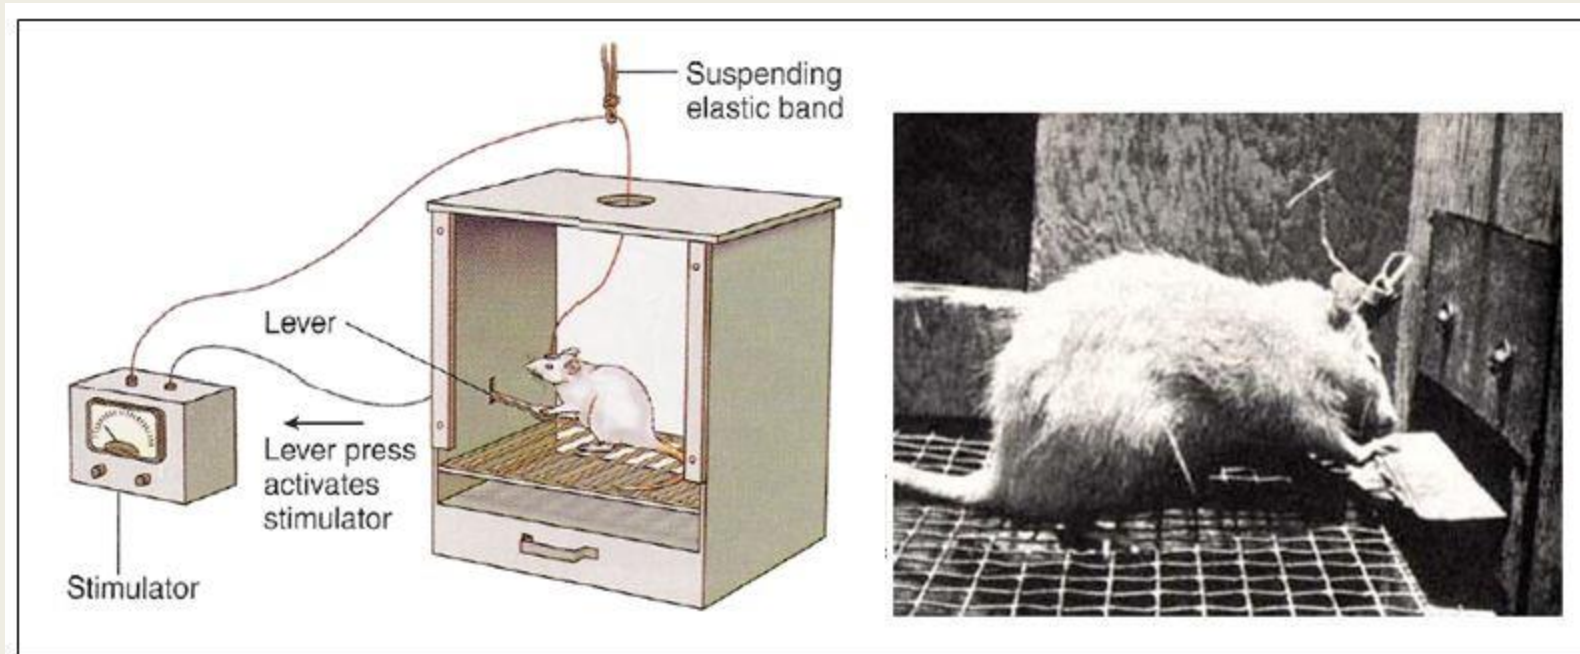 Suspending
elastic band
Lever
Lever press
activates
stimulator
Stimulator